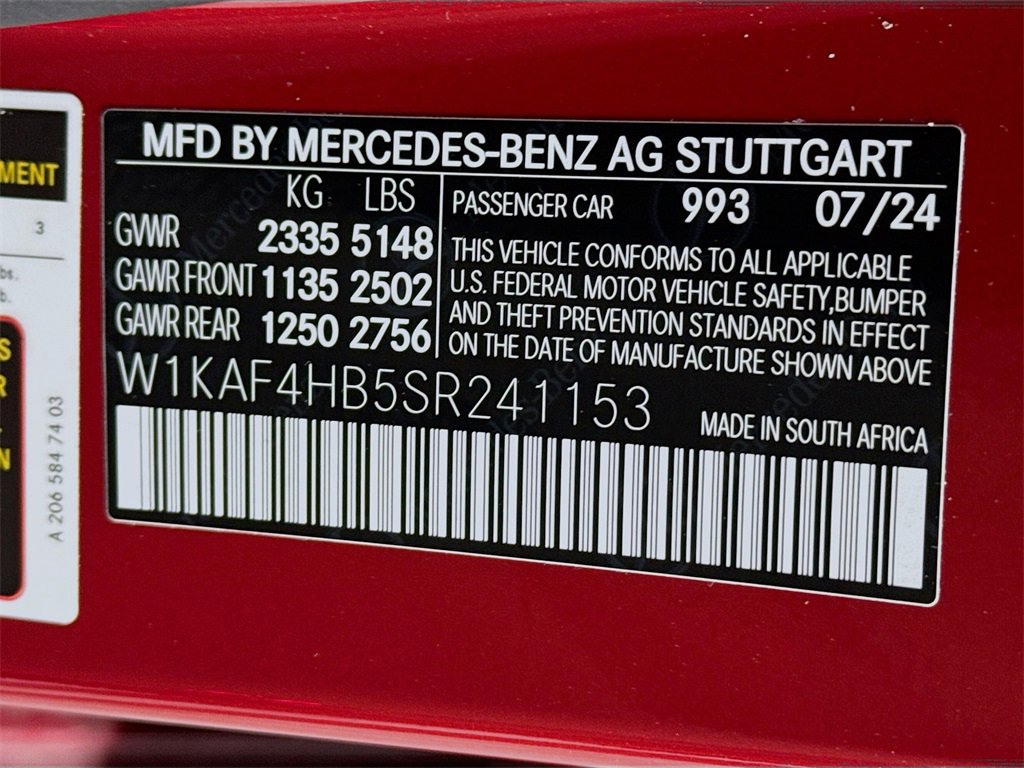 MFD BY MERCEDES-BENZ AG STUTTGART
KG LBS
GVWR 2335 5148
GAWR FRONT 1135 2502
GAWR REAR 1250 2756
PASSENGER CAR 993 07/24
THIS VEHICLE CONFORMS TO ALL APPLICABLE
U.S. FEDERAL MOTOR VEHICLE SAFETY,BUMPER
AND THEFT PREVENTION STANDARDS IN EFFECT
ON THE DATE OF MANUFACTURE SHOWN ABOVE
W1KAF4HB5SR241153
MADE IN SOUTH AFRICA
MENT
3
lbs.
b.
S
R
N
A 206 584 74 03